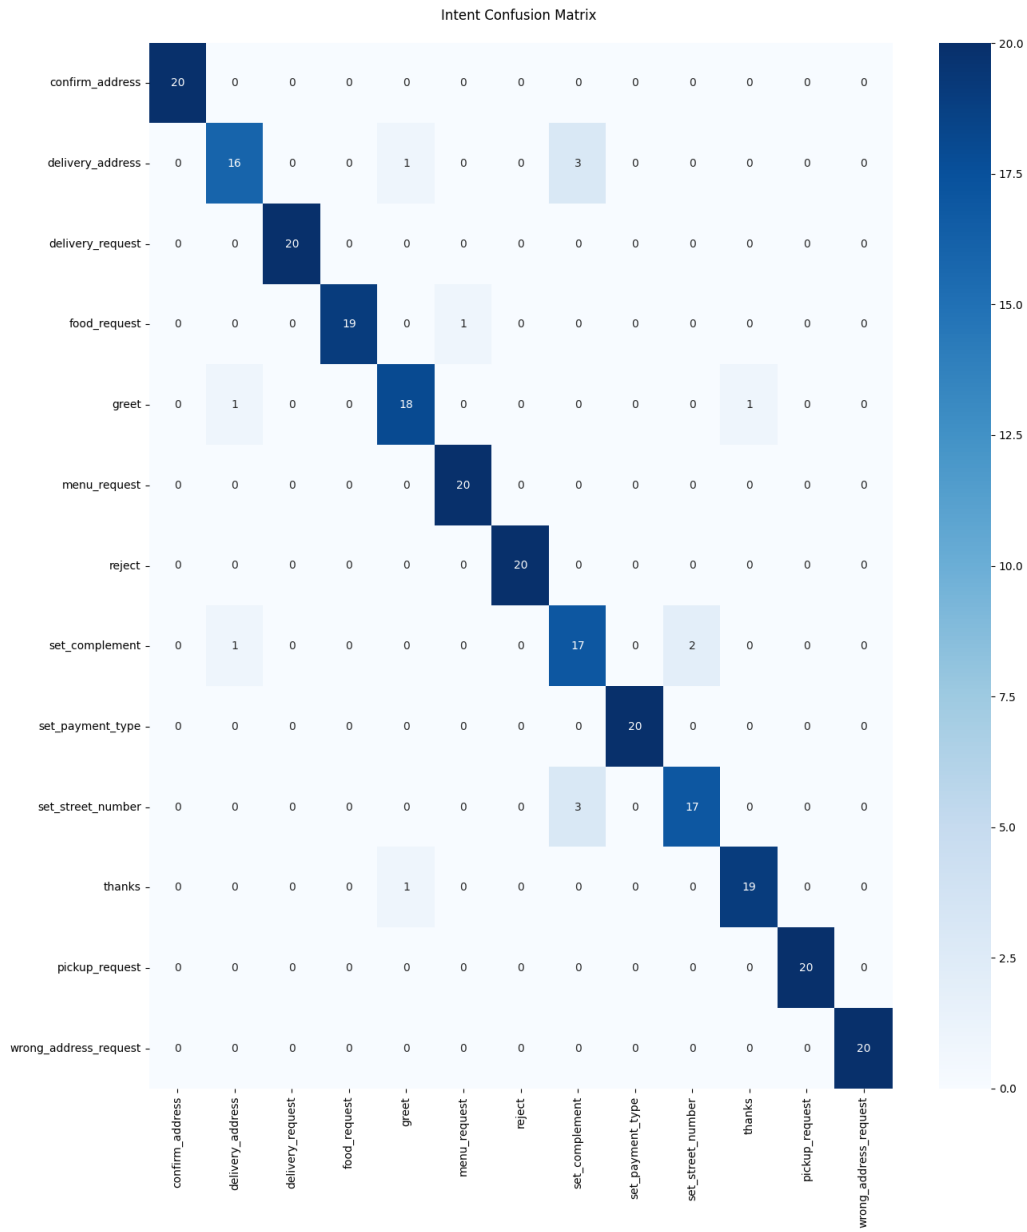 Intent Confusion Matrix
confirm_address 20 0 0 0 0 0 0 0 0 0 0 0 0
delivery_address 0 16 0 0 1 0 0 3 0 0 0 0 0
delivery_request 0 0 20 0 0 0 0 0 0 0 0 0 0
food_request 0 0 0 19 0 1 0 0 0 0 0 0 0
greet 0 1 0 0 18 0 0 0 0 0 1 0 0
menu_request 0 0 0 0 0 20 0 0 0 0 0 0 0
reject 0 0 0 0 0 0 20 0 0 0 0 0 0
set_complement 0 1 0 0 0 0 0 17 0 2 0 0 0
set_payment_type 0 0 0 0 0 0 0 0 20 0 0 0 0
set_street_number 0 0 0 0 0 0 0 3 0 17 0 0 0
thanks 0 0 0 0 1 0 0 0 0 0 19 0 0
pickup_request 0 0 0 0 0 0 0 0 0 0 0 20 0
wrong_address_request 0 0 0 0 0 0 0 0 0 0 0 0 20
confirm_address
delivery_address
delivery_request
food_request
greet
menu_request
reject
set_complement
set_payment_type
set_street_number
thanks
pickup_request
wrong_address_request
20.0
17.5
15.0
12.5
10.0
7.5
5.0
2.5
0.0